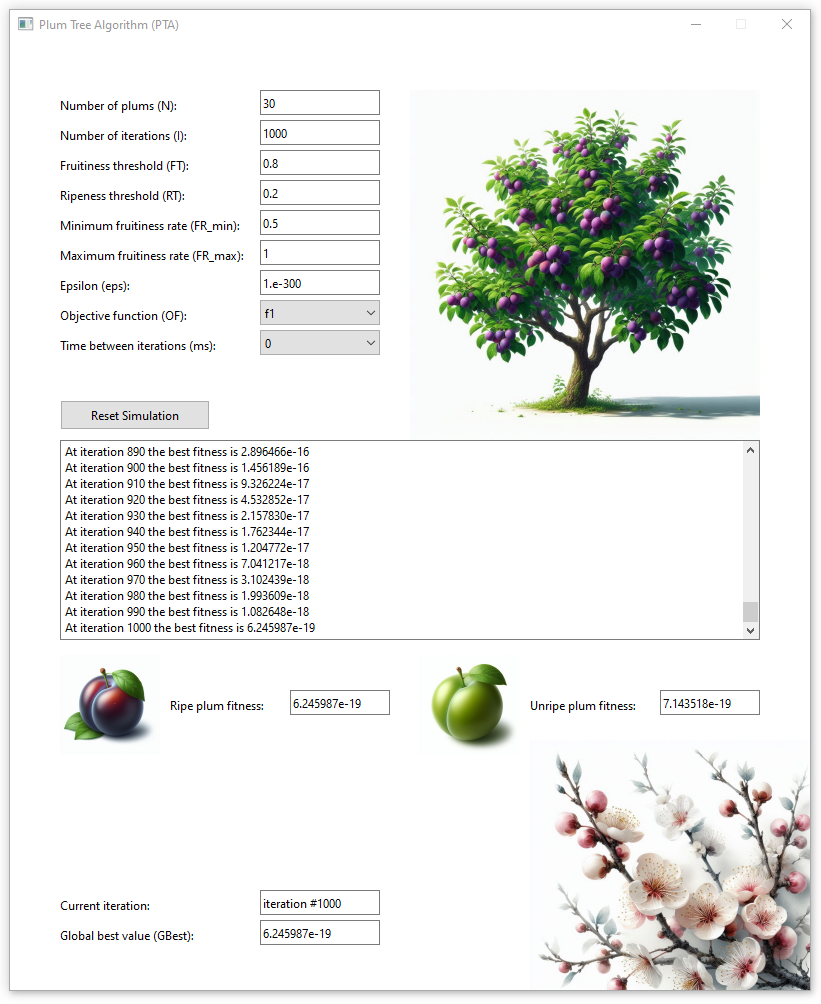 Plum Tree Algorithm (PTA)
Number of plums (N): 30
Number of iterations (I): 1000
Fruitiness threshold (FT): 0.8
Ripeness threshold (RT): 0.2
Minimum fruitiness rate (FR_min): 0.5
Maximum fruitiness rate (FR_max): 1
Epsilon (eps): 1.e-300
Objective function (OF): f1
Time between iterations (ms): 0
Reset Simulation
At iteration 890 the best fitness is 2.896466e-16
At iteration 900 the best fitness is 1.456189e-16
At iteration 910 the best fitness is 9.326224e-17
At iteration 920 the best fitness is 4.532852e-17
At iteration 930 the best fitness is 2.157830e-17
At iteration 940 the best fitness is 1.762344e-17
At iteration 950 the best fitness is 1.204772e-17
At iteration 960 the best fitness is 7.041217e-18
At iteration 970 the best fitness is 3.102439e-18
At iteration 980 the best fitness is 1.993609e-18
At iteration 990 the best fitness is 1.082648e-18
At iteration 1000 the best fitness is 6.245987e-19
Ripe plum fitness: 6.245987e-19 Unripe plum fitness: 7.143518e-19
Current iteration: iteration #1000
Global best value (GBest): 6.245987e-19